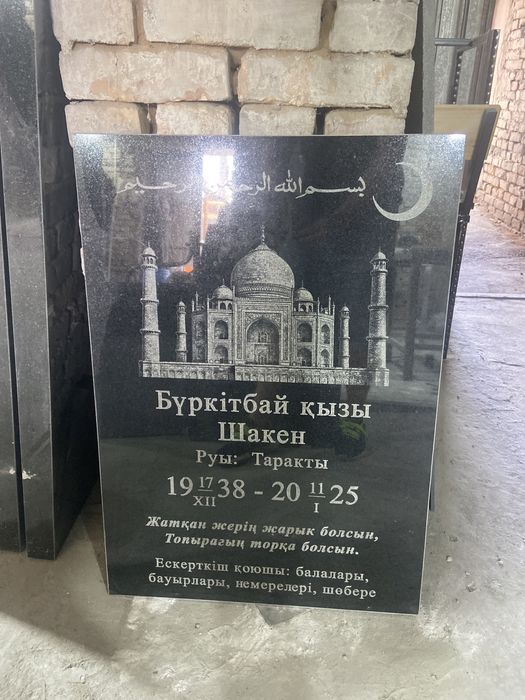 بسم الله الرحمن الرحيم
Бүркітбай қызы
Шакен
Руы: Таракты
19 17/XII 38 - 20 11/I 25
Жатқан жерің жарык болсын,
Топырағың торқа болсын.
Ескерткіш қоюшы: балалары,
бауырлары, немерелері, шөбере